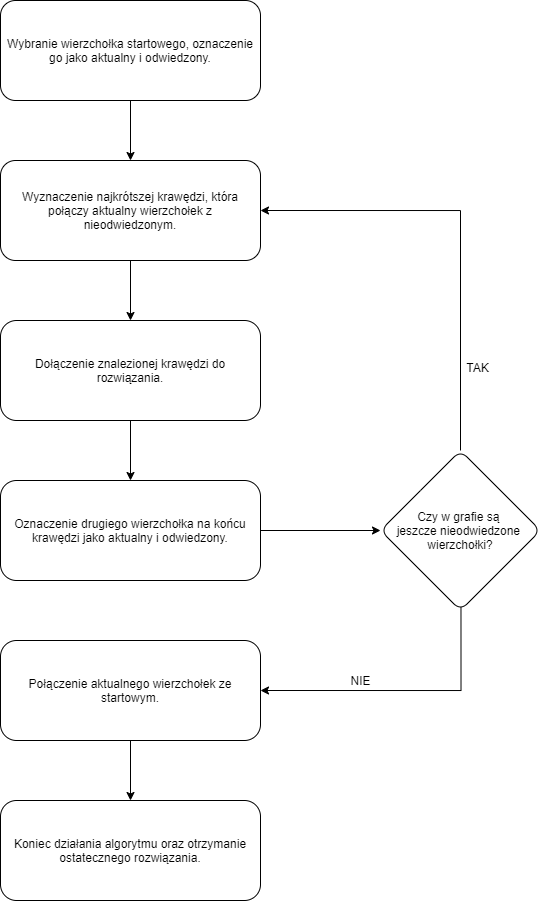 Wybranie wierzchołka startowego, oznaczenie
go jako aktualny i odwiedzony.
Wyznaczenie najkrótszej krawędzi, która
połączy aktualny wierzchołek z
nieodwiedzonym.
Dołączenie znalezionej krawędzi do
rozwiązania.
TAK
Oznaczenie drugiego wierzchołka na końcu
krawędzi jako aktualny i odwiedzony.
Czy w grafie są
jeszcze nieodwiedzone
wierzchołki?
NIE
Połączenie aktualnego wierzchołek ze
startowym.
Koniec działania algorytmu oraz otrzymanie
ostatecznego rozwiązania.